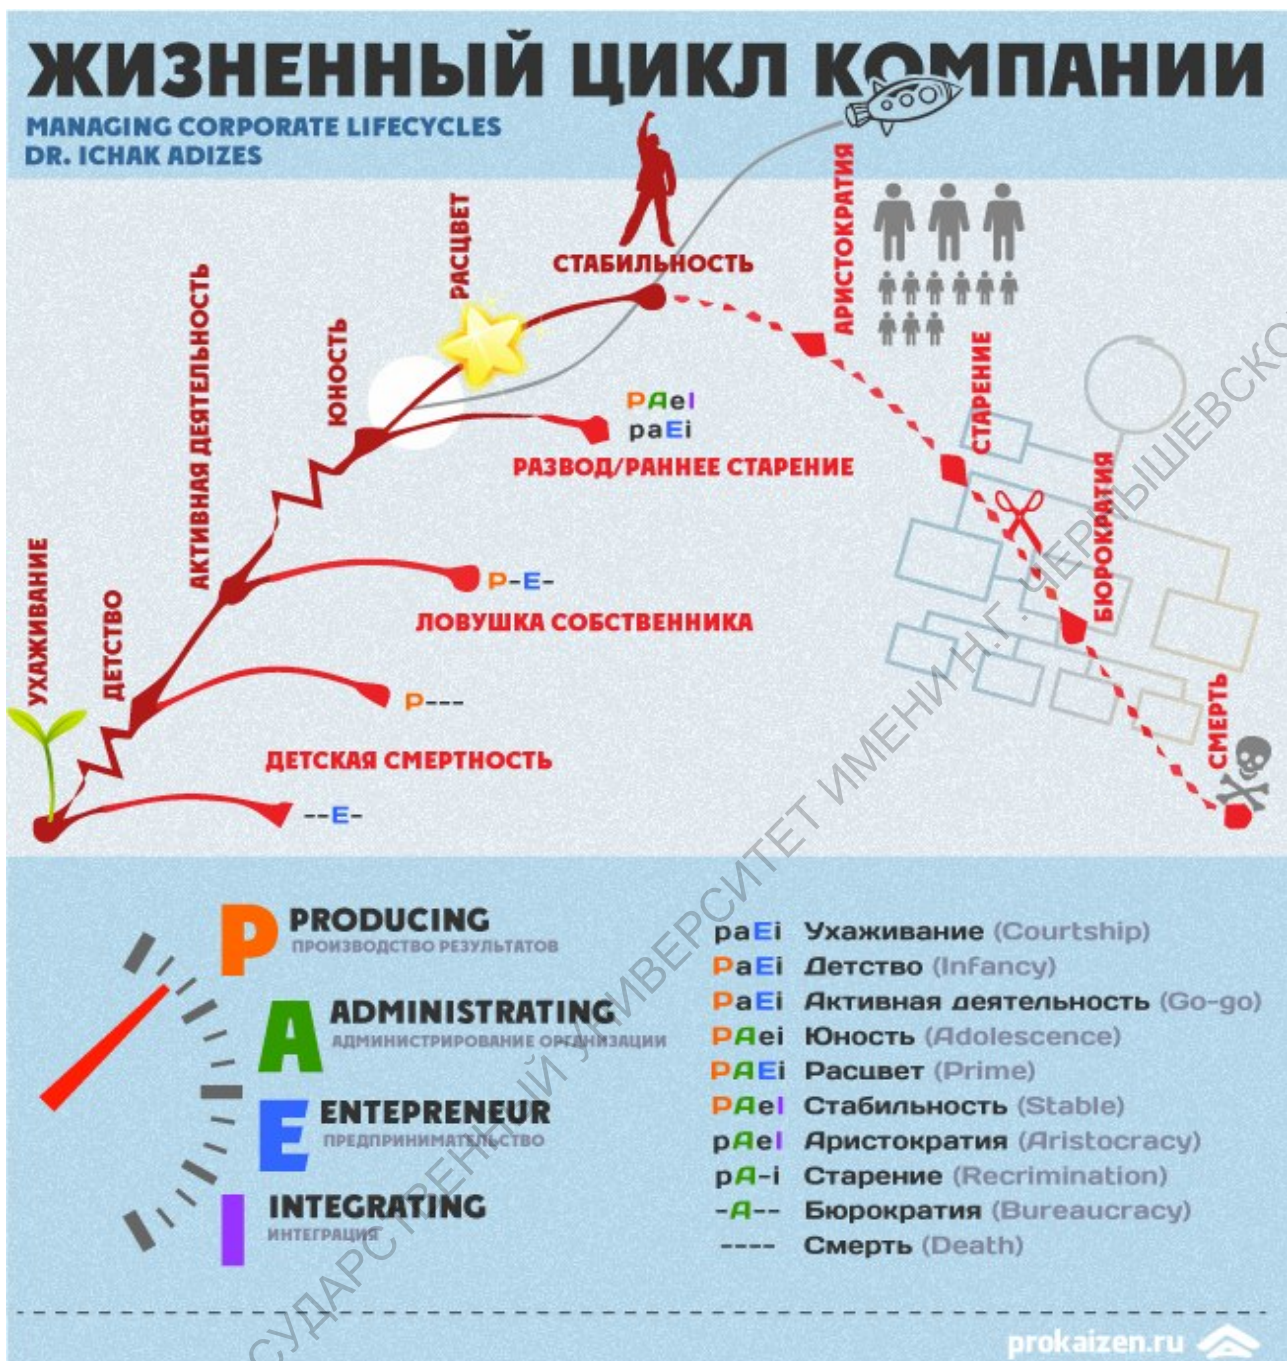 ЖИЗНЕННЫЙ ЦИКЛ КОМПАНИИ
MANAGING CORPORATE LIFECYCLES
DR. ICHAK ADIZES
УХАЖИВАНИЕ
ДЕТСТВО
АКТИВНАЯ ДЕЯТЕЛЬНОСТЬ
ЮНОСТЬ
РАСЦВЕТ
СТАБИЛЬНОСТЬ
АРИСТОКРАТИЯ
СТАРЕНИЕ
БЮРОКРАТИЯ
СМЕРТЬ
PAeI
paEi
РАЗВОД/РАННЕЕ СТАРЕНИЕ
P-E-
ЛОВУШКА СОБСТВЕННИКА
P---
ДЕТСКАЯ СМЕРТНОСТЬ
--E-
P PRODUCING
ПРОИЗВОДСТВО РЕЗУЛЬТАТОВ
A ADMINISTRATING
АДМИНИСТРИРОВАНИЕ ОРГАНИЗАЦИИ
E ENTEPRENEUR
ПРЕДПРИНИМАТЕЛЬСТВО
I INTEGRATING
ИНТЕГРАЦИЯ
paEi Ухаживание (Courtship)
PaEi Детство (Infancy)
PaEi Активная деятельность (Go-go)
PAei Юность (Adolescence)
PAEi Расцвет (Prime)
PAeI Стабильность (Stable)
pAeI Аристократия (Aristocracy)
pA-i Старение (Recrimination)
-A-- Бюрократия (Bureaucracy)
---- Смерть (Death)
prokaizen.ru
УНИВЕРСИТЕТ ИМЕНИ Н.Г.